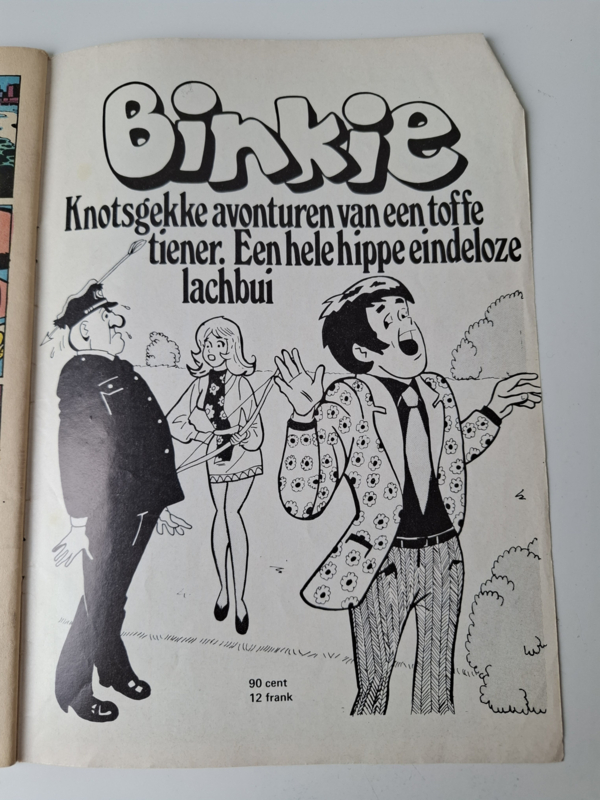 Binkie
Knotsgekke avonturen van een toffe
tiener. Een hele hippe eindeloze
lachbui
90 cent
12 frank